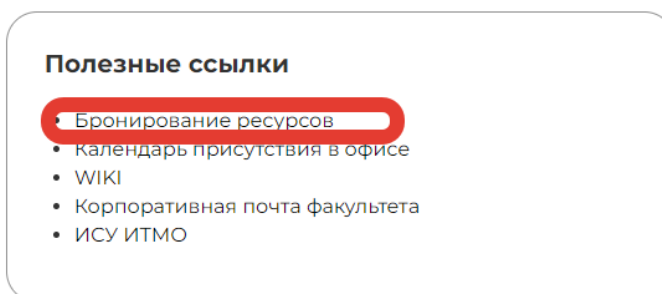 Полезные ссылки
Бронирование ресурсов
Календарь присутствия в офисе
WIKI
Корпоративная почта факультета
ИСУ ИТМО